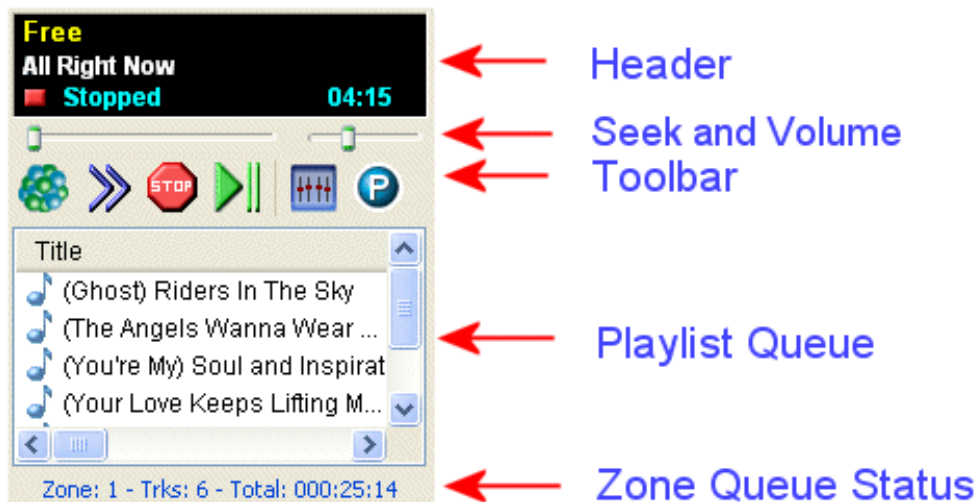 Free
All Right Now
Stopped 04:15
Header
Seek and Volume
STOP
P
Toolbar
Title
(Ghost) Riders In The Sky
(The Angels Wanna Wear ...
(You're My) Soul and Inspirat
(Your Love Keeps Lifting M...
Playlist Queue
Zone: 1 - Trks: 6 - Total: 000:25:14
Zone Queue Status